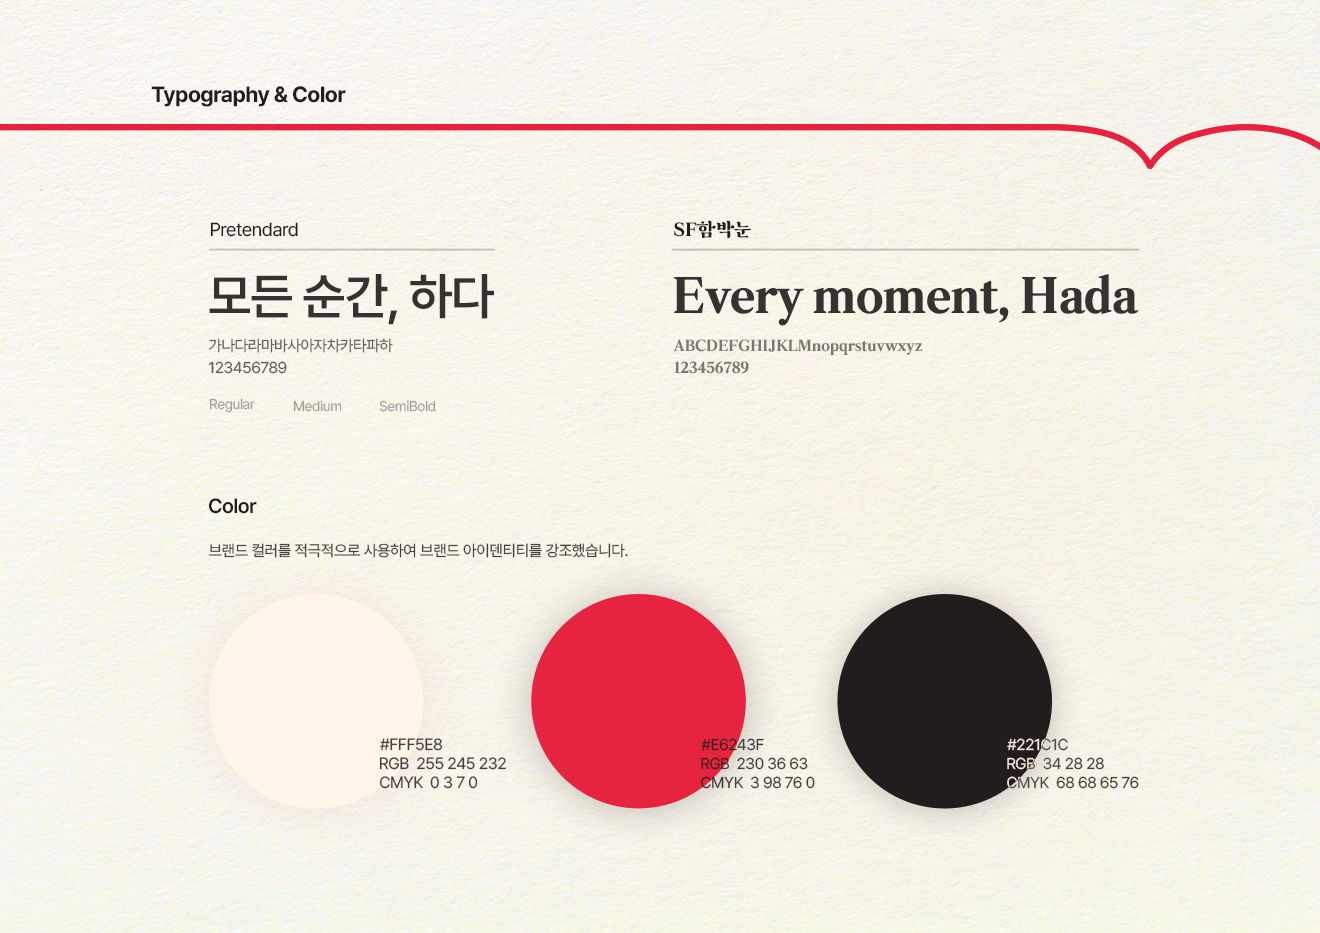 Typography & Color
Pretendard
모든 순간, 하다
가나다라마바사아자차카타파하
123456789
Regular Medium SemiBold
SF함박눈
Every moment, Hada
ABCDEFGHIJKLMnopqrstuvwxyz
123456789
Color
브랜드 컬러를 적극적으로 사용하여 브랜드 아이덴티티를 강조했습니다.
#FFF5E8
RGB 255 245 232
CMYK 0 3 7 0
#E6243F
RGB 230 36 63
CMYK 3 98 76 0
#221C1C
RGB 34 28 28
CMYK 68 68 65 76